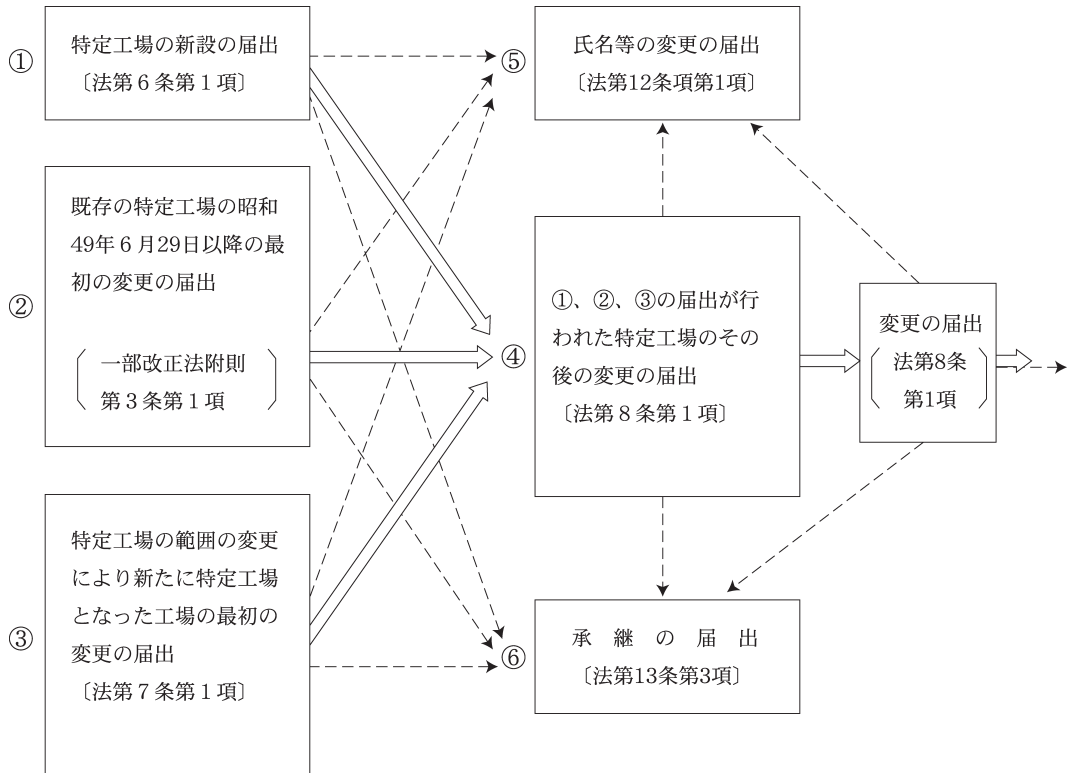 ①
特定工場の新設の届出
〔法第６条第１項〕
②
既存の特定工場の昭和
49年６月29日以降の最
初の変更の届出
一部改正法附則
第３条第１項
③
特定工場の範囲の変更
により新たに特定工場
となった工場の最初の
変更の届出
〔法第７条第１項〕
④
①、②、③の届出が行
われた特定工場のその
後の変更の届出
〔法第８条第１項〕
⑤
氏名等の変更の届出
〔法第12条項第1項〕
変更の届出
法第8条
第1項
⑥
承継の届出
〔法第13条第3項〕